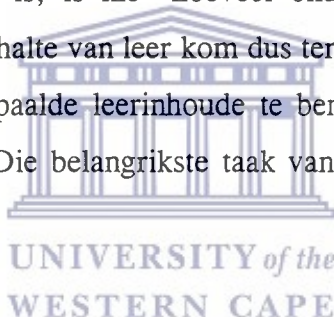 halte van leer kom dus ter
paalde leerinhoude te ber
Die belangrikste taak van
UNIVERSITY of the
WESTERN CAPE